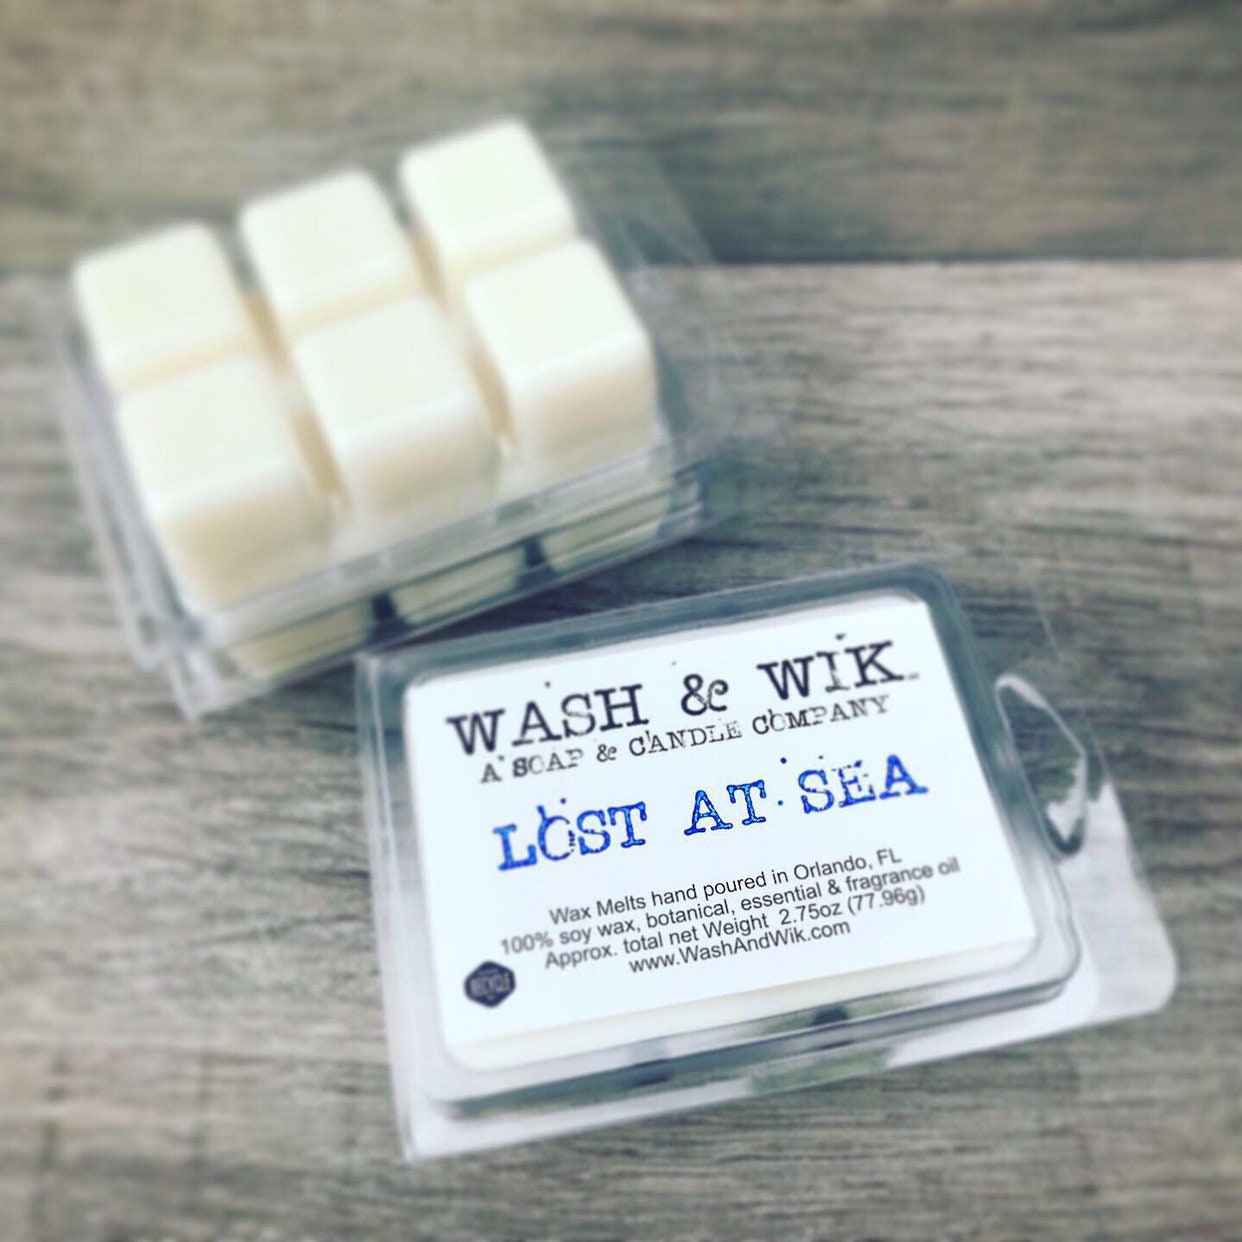 WASH & WIK
A SOAP & CANDLE COMPANY
LOST AT SEA
Wax Melts hand poured in Orlando, FL
100% soy wax, botanical, essential & fragrance oil
Approx. total net Weight 2.75oz (77.96g)
www.WashAndWik.com
RECYCLE